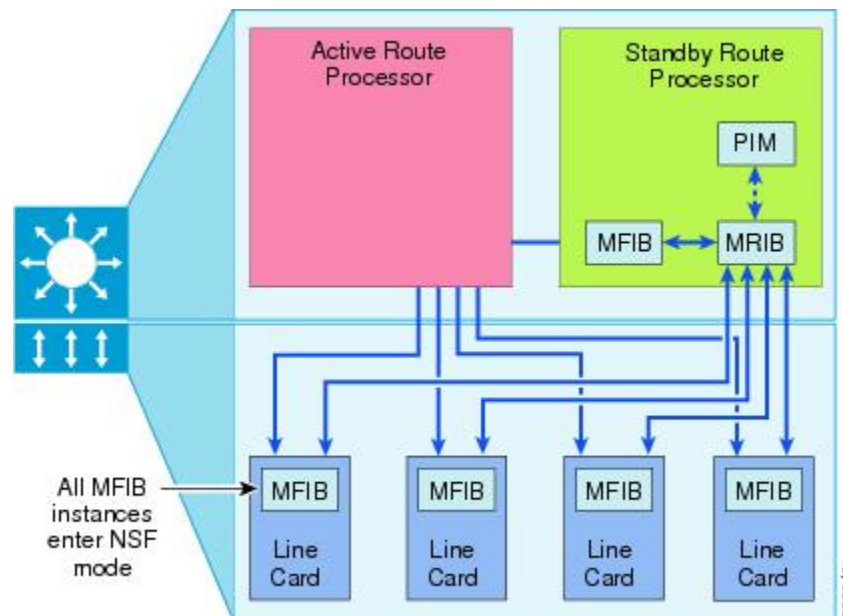 Active Route
Processor
Standby Route
Processor
PIM
MFIB
MRIB
All MFIB
instances
enter NSF
mode
MFIB
MFIB
MFIB
MFIB
Line
Card
Line
Card
Line
Card
Line
Card